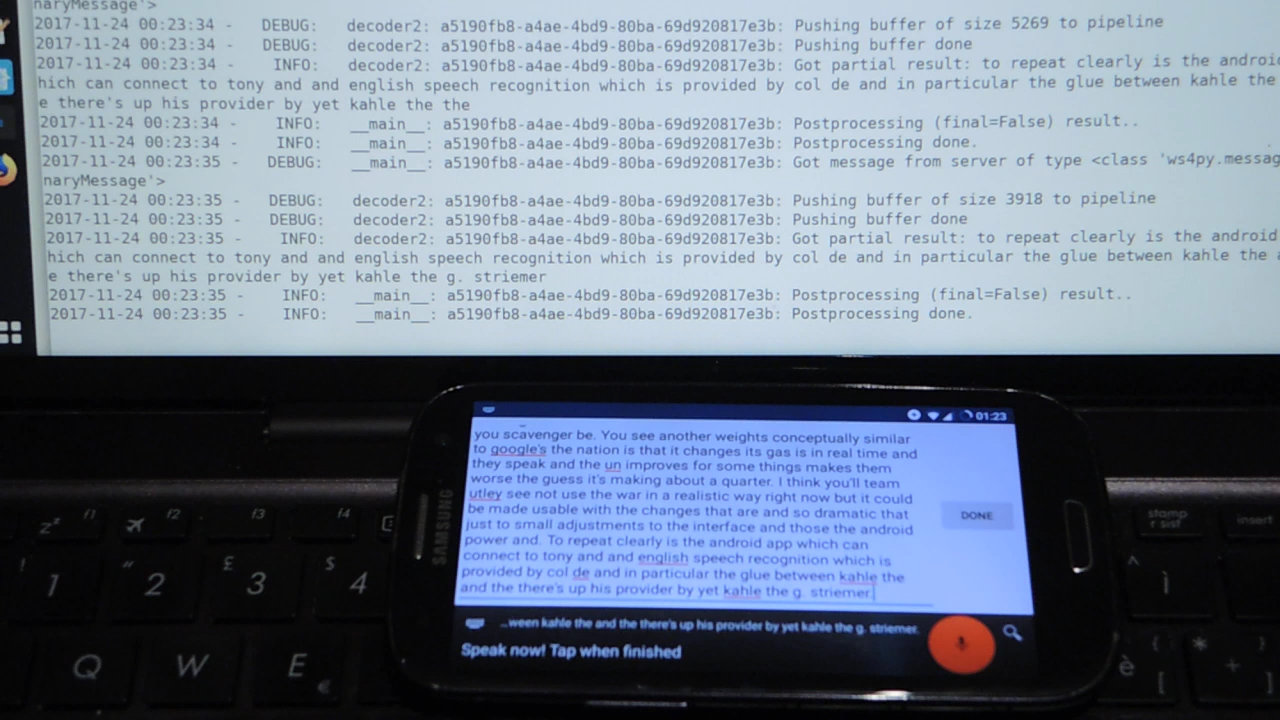 naryMessage'>
2017-11-24 00:23:34 -   DEBUG:   decoder2: a5190fb8-a4ae-4bd9-80ba-69d920817e3b: Pushing buffer of size 5269 to pipeline
2017-11-24 00:23:34 -   DEBUG:   decoder2: a5190fb8-a4ae-4bd9-80ba-69d920817e3b: Pushing buffer done
2017-11-24 00:23:34 -    INFO:   decoder2: a5190fb8-a4ae-4bd9-80ba-69d920817e3b: Got partial result: to repeat clearly is the android
hich can connect to tony and and english speech recognition which is provided by col de and in particular the glue between kahle the
e there's up his provider by yet kahle the the
2017-11-24 00:23:34 -    INFO:   __main__: a5190fb8-a4ae-4bd9-80ba-69d920817e3b: Postprocessing (final=False) result..
2017-11-24 00:23:34 -    INFO:   __main__: a5190fb8-a4ae-4bd9-80ba-69d920817e3b: Postprocessing done.
2017-11-24 00:23:35 -   DEBUG:   __main__: a5190fb8-a4ae-4bd9-80ba-69d920817e3b: Got message from server of type <class 'ws4py.messag
naryMessage'>
2017-11-24 00:23:35 -   DEBUG:   decoder2: a5190fb8-a4ae-4bd9-80ba-69d920817e3b: Pushing buffer of size 3918 to pipeline
2017-11-24 00:23:35 -   DEBUG:   decoder2: a5190fb8-a4ae-4bd9-80ba-69d920817e3b: Pushing buffer done
2017-11-24 00:23:35 -    INFO:   decoder2: a5190fb8-a4ae-4bd9-80ba-69d920817e3b: Got partial result: to repeat clearly is the android
hich can connect to tony and and english speech recognition which is provided by col de and in particular the glue between kahle the
e there's up his provider by yet kahle the g. striemer
2017-11-24 00:23:35 -    INFO:   __main__: a5190fb8-a4ae-4bd9-80ba-69d920817e3b: Postprocessing (final=False) result..
2017-11-24 00:23:35 -    INFO:   __main__: a5190fb8-a4ae-4bd9-80ba-69d920817e3b: Postprocessing done.
01:23
you scavenger be. You see another weights conceptually similar
to google's the nation is that it changes its gas is in real time and
they speak and the un improves for some things makes them
worse the guess it's making about a quarter. I think you'll team
utley see not use the war in a realistic way right now but it could
be made usable with the changes that are and so dramatic that
just to small adjustments to the interface and those the android
power and. To repeat clearly is the android app which can
connect to tony and and english speech recognition which is
provided by col de and in particular the glue between kahle the
and the there's up his provider by yet kahle the g. striemer
DONE
...ween kahle the and the there's up his provider by yet kahle the g. striemer.
Speak now! Tap when finished
SAMSUNG
f1 f2 f3 f4
stamp
r sist
insert
! 1 " 2 £ 3 $ 4
^ ì
Q W E €
è { [ * + ]